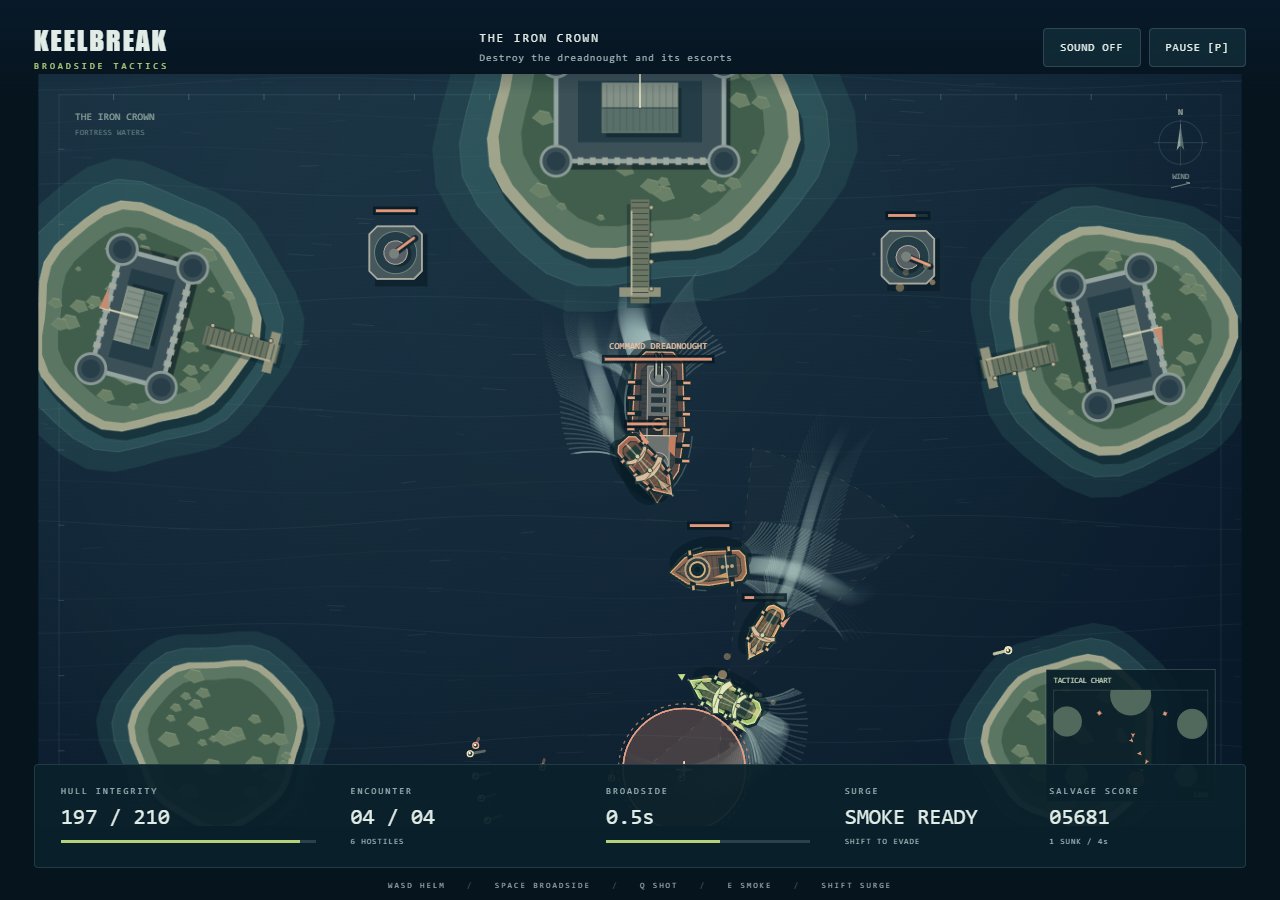 KEELBREAK
BROADSIDE TACTICS
THE IRON CROWN
Destroy the dreadnought and its escorts
SOUND OFF
PAUSE [P]
THE IRON CROWN
FORTRESS WATERS
N
WIND
COMMAND DREADNOUGHT
TACTICAL CHART
HULL INTEGRITY
197 / 210
ENCOUNTER
04 / 04
6 HOSTILES
BROADSIDE
0.5s
SURGE
SMOKE READY
SHIFT TO EVADE
SALVAGE SCORE
05681
1 SUNK / 4s
WASD HELM / SPACE BROADSIDE / Q SHOT / E SMOKE / SHIFT SURGE